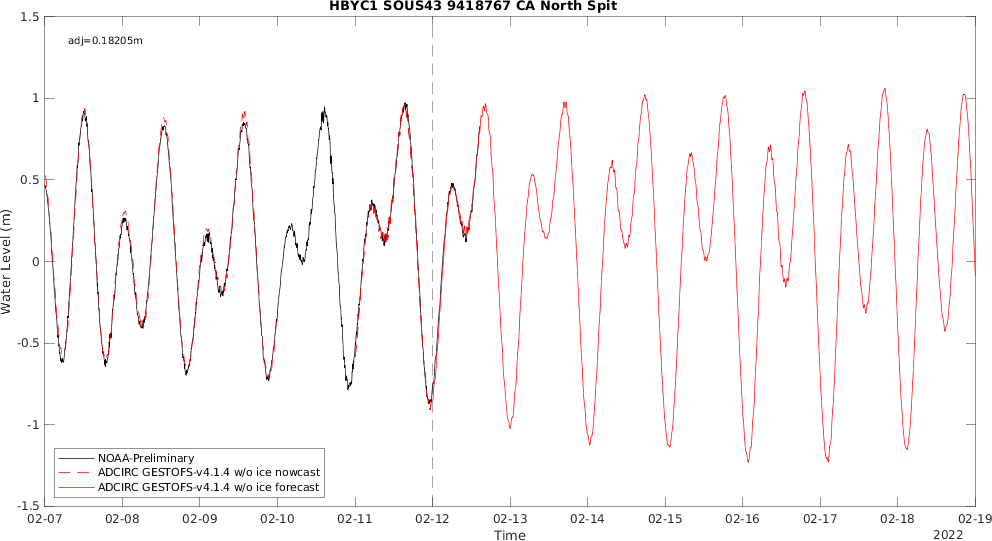 HBYC1 SOUS43 9418767 CA North Spit
adj=0.18205m
Water Level (m)
1.5
1
0.5
0
-0.5
-1
-1.5
NOAA-Preliminary
ADCIRC GESTOFS-v4.1.4 w/o ice nowcast
ADCIRC GESTOFS-v4.1.4 w/o ice forecast
02-07 02-08 02-09 02-10 02-11 02-12 02-13 02-14 02-15 02-16 02-17 02-18 02-19
Time
2022